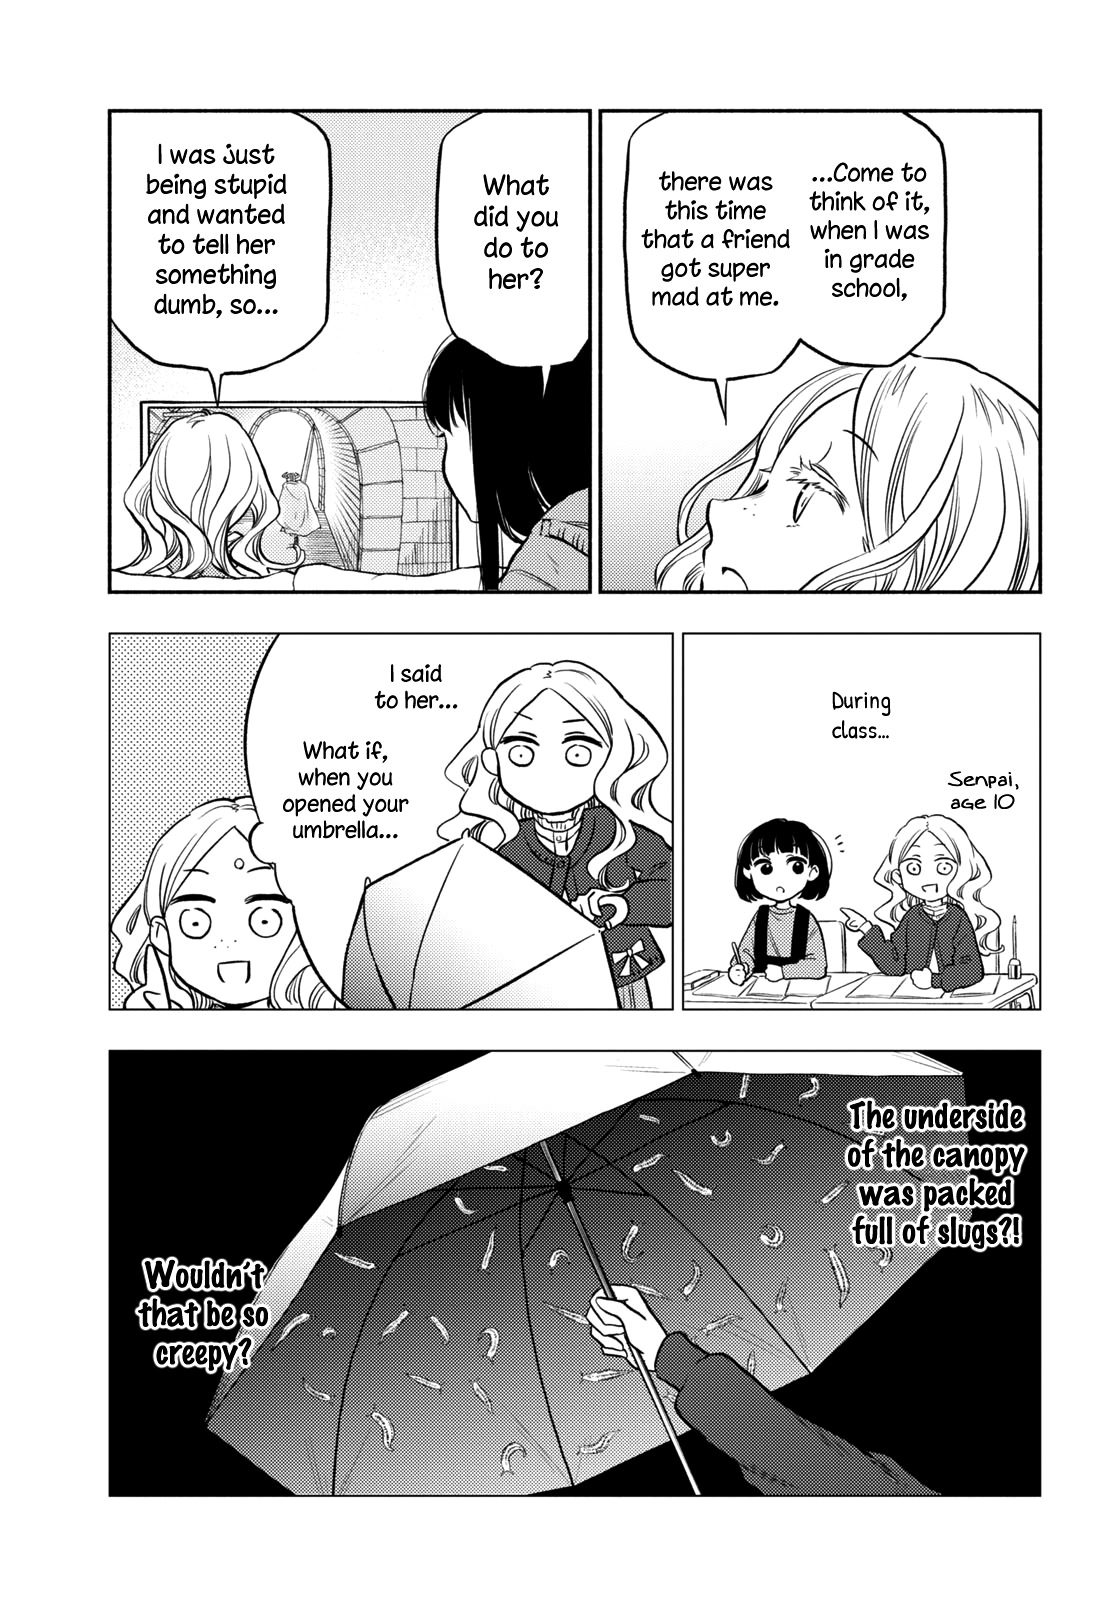 ...Come to
think of it,
when I was
in grade
school,
there was
this time
that a friend
got super
mad at me.
What
did you
do to
her?
I was just
being stupid
and wanted
to tell her
something
dumb, so...
During
class...
Senpai,
age 10
I said
to her...
What if,
when you
opened your
umbrella...
The underside
of the canopy
was packed
full of slugs?!
Wouldn't
that be so
creepy?